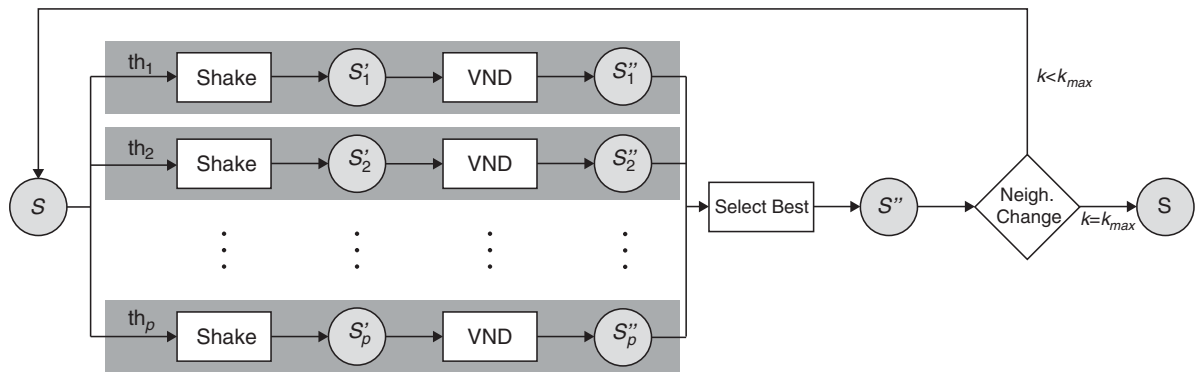 S
th₁ Shake S′₁ VND S″₁
th₂ Shake S′₂ VND S″₂
thₚ Shake S′ₚ VND S″ₚ
Select Best
S″
Neigh.
Change
k<kₘₐₓ
k=kₘₐₓ
S